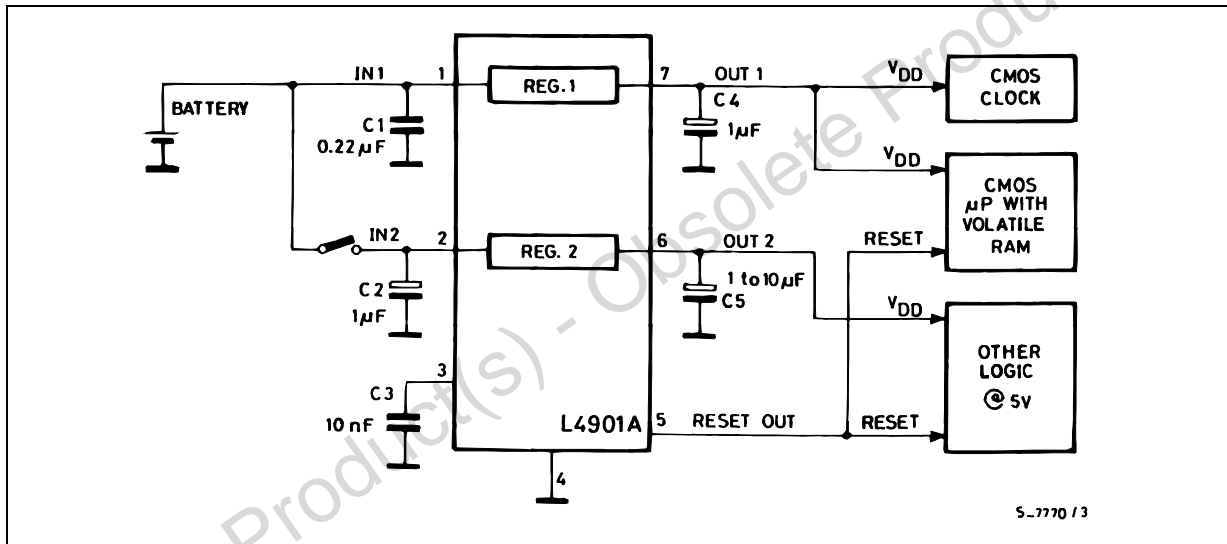 BATTERY
IN1
1
C1
0.22µF
REG.1
7
OUT 1
C4
1µF
VDD
CMOS
CLOCK
VDD
CMOS
µP WITH
VOLATILE
RAM
RESET
IN2
2
C2
1µF
REG. 2
6
OUT 2
1 to 10µF
C5
VDD
OTHER
LOGIC
@ 5V
RESET
3
C3
10 nF
L4901A
5
RESET OUT
4
S-7770 / 3
Product(s) - Obsolete Produ